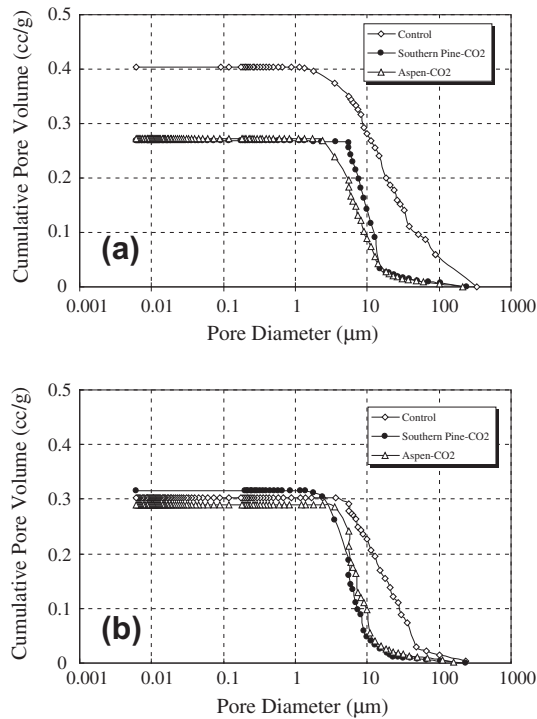 0.5
0.4
0.3
0.2
0.1
0
Cumulative Pore Volume (cc/g)
Control
Southern Pine-CO2
Aspen-CO2
(a)
0.001 0.01 0.1 1 10 100 1000
Pore Diameter (μm)
0.5
0.4
0.3
0.2
0.1
0
Cumulative Pore Volume (cc/g)
Control
Southern Pine-CO2
Aspen-CO2
(b)
0.001 0.01 0.1 1 10 100 1000
Pore Diameter (μm)